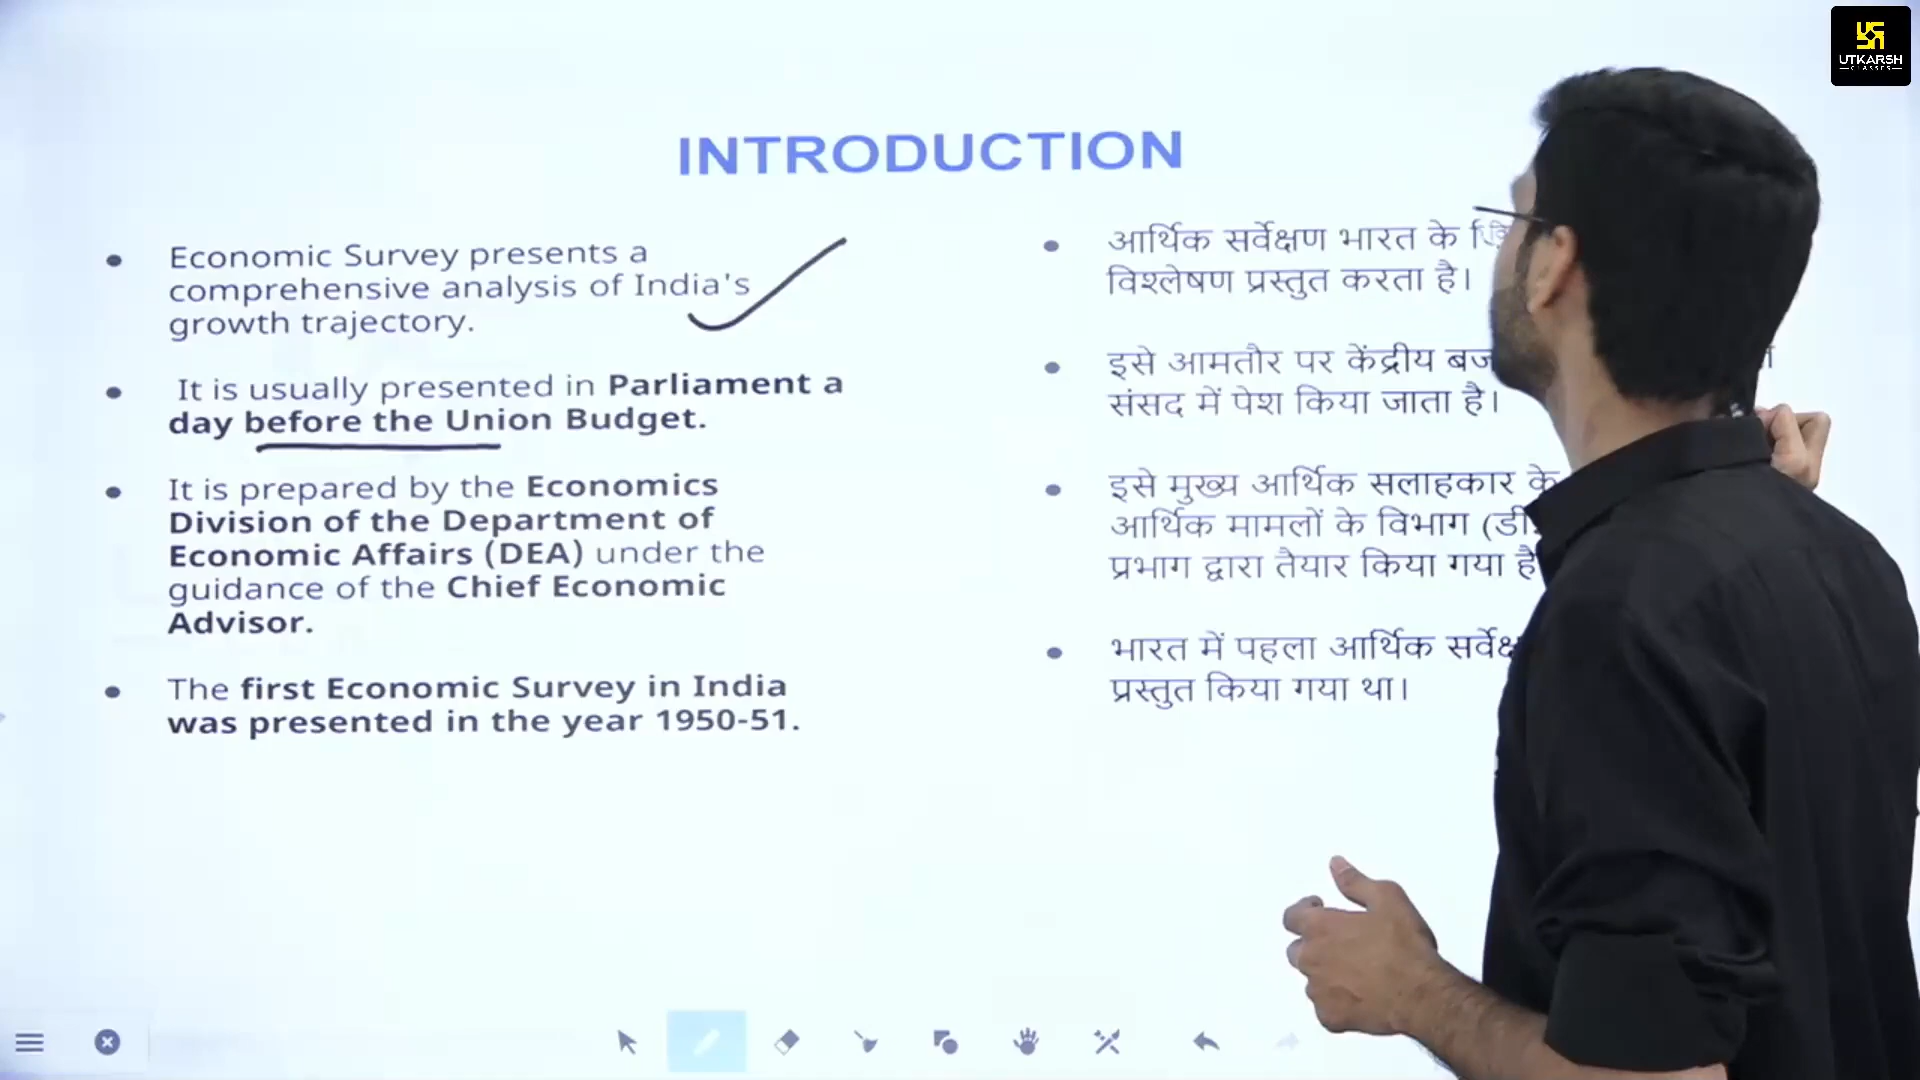 UTKARSH
CLASSES
INTRODUCTION
Economic Survey presents a
comprehensive analysis of India's
growth trajectory.
It is usually presented in Parliament a
day before the Union Budget.
It is prepared by the Economics
Division of the Department of
Economic Affairs (DEA) under the
guidance of the Chief Economic
Advisor.
The first Economic Survey in India
was presented in the year 1950-51.
आर्थिक सर्वेक्षण भारत के
विश्लेषण प्रस्तुत करता है।
इसे आमतौर पर केंद्रीय
संसद में पेश किया जाता है।
इसे मुख्य आर्थिक सलाहकार के
आर्थिक मामलों के विभाग
प्रभाग द्वारा तैयार किया गया है
भारत में पहला आर्थिक
प्रस्तुत किया गया था।